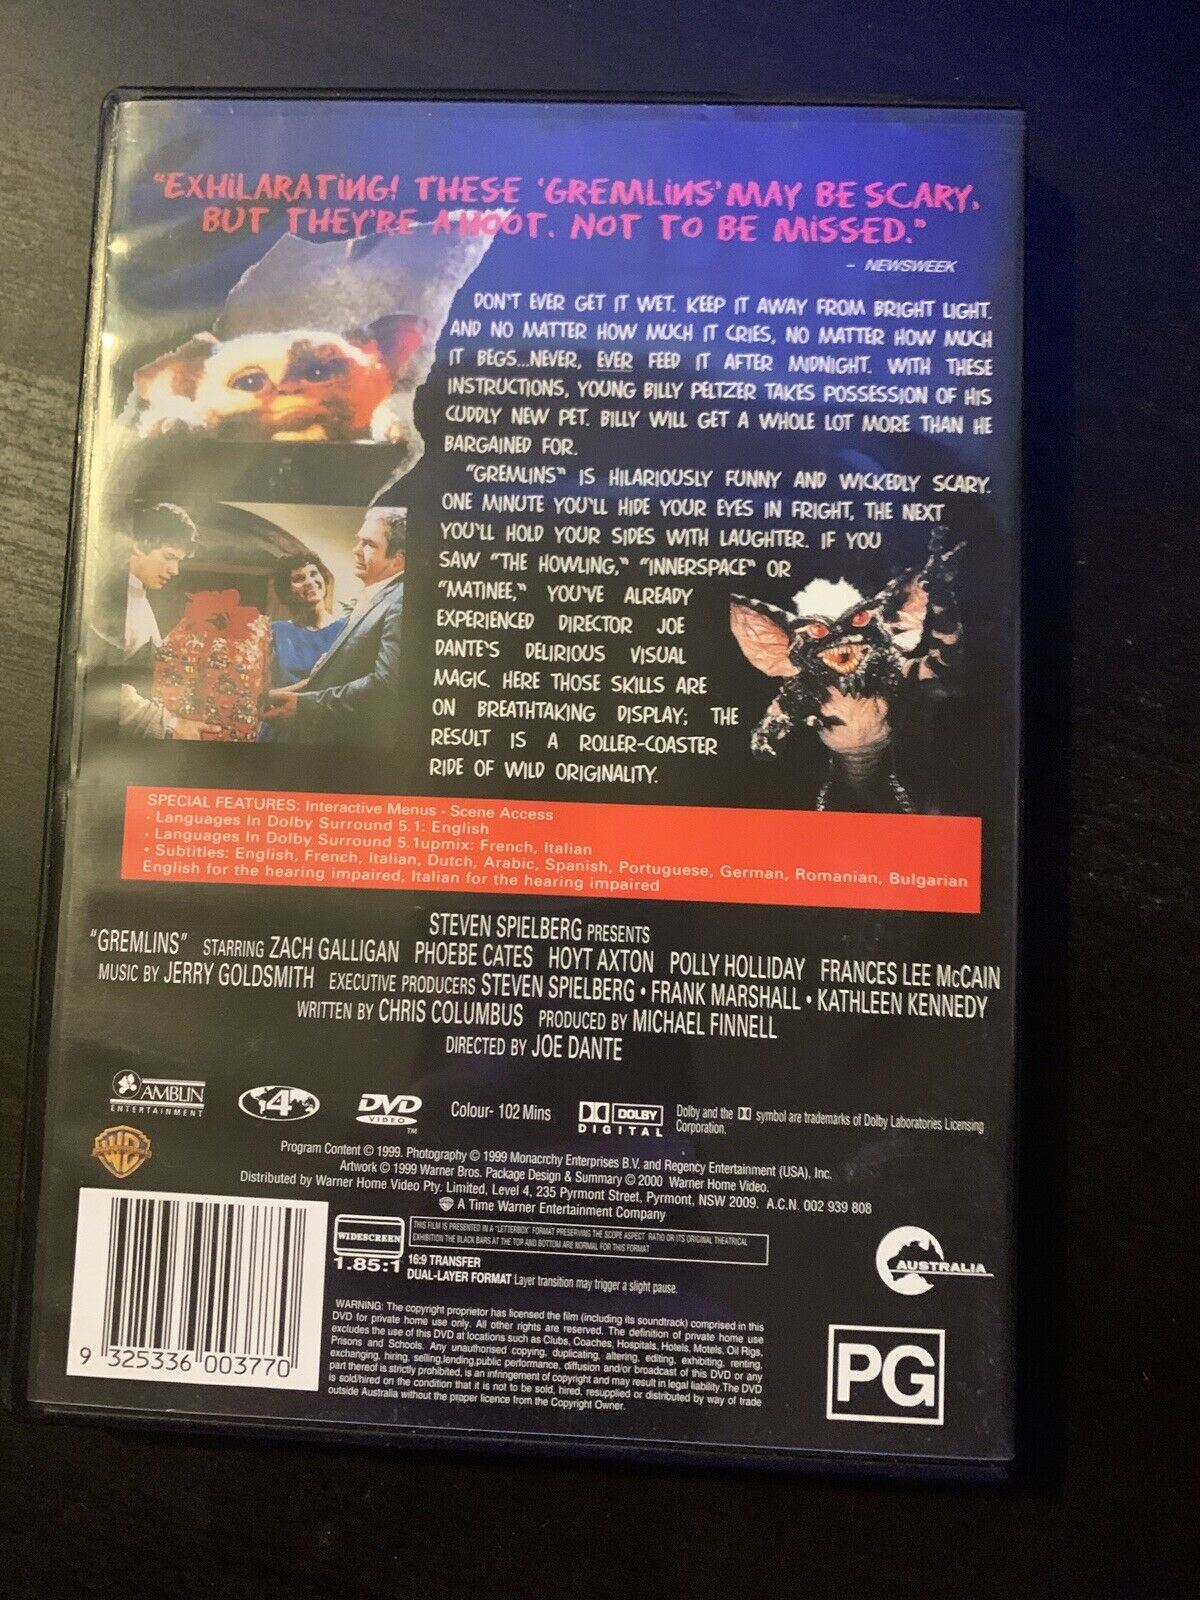 "EXHILARATING! THESE 'GREMLINS' MAY BE SCARY,
BUT THEY'RE A HOOT. NOT TO BE MISSED."
- NEWSWEEK
DON'T EVER GET IT WET. KEEP IT AWAY FROM BRIGHT LIGHT.
AND NO MATTER HOW MUCH IT CRIES, NO MATTER HOW MUCH
IT BEGS...NEVER, EVER FEED IT AFTER MIDNIGHT. WITH THESE
INSTRUCTIONS, YOUNG BILLY PELTZER TAKES POSSESSION OF HIS
CUDDLY NEW PET. BILLY WILL GET A WHOLE LOT MORE THAN HE
BARGAINED FOR.
"GREMLINS" IS HILARIOUSLY FUNNY AND WICKEDLY SCARY.
ONE MINUTE YOU'LL HIDE YOUR EYES IN FRIGHT, THE NEXT
YOU'LL HOLD YOUR SIDES WITH LAUGHTER. IF YOU
SAW "THE HOWLING," "INNERSPACE" OR
"MATINEE," YOU'VE ALREADY
EXPERIENCED DIRECTOR JOE
DANTE'S DELIRIOUS VISUAL
MAGIC. HERE THOSE SKILLS ARE
ON BREATHTAKING DISPLAY; THE
RESULT IS A ROLLER-COASTER
RIDE OF WILD ORIGINALITY.
SPECIAL FEATURES: Interactive Menus · Scene Access
· Languages In Dolby Surround 5.1: English
· Languages In Dolby Surround 5.1upmix: French, Italian
• Subtitles: English, French, Italian, Dutch, Arabic, Spanish, Portuguese, German, Romanian, Bulgarian
English for the hearing impaired, Italian for the hearing impaired
STEVEN SPIELBERG PRESENTS
"GREMLINS" STARRING ZACH GALLIGAN PHOEBE CATES HOYT AXTON POLLY HOLLIDAY FRANCES LEE McCAIN
MUSIC BY JERRY GOLDSMITH EXECUTIVE PRODUCERS STEVEN SPIELBERG • FRANK MARSHALL • KATHLEEN KENNEDY
WRITTEN BY CHRIS COLUMBUS PRODUCED BY MICHAEL FINNELL
DIRECTED BY JOE DANTE
AMBLIN
ENTERTAINMENT
4
DVD
VIDEO
TM
Colour- 102 Mins
DOLBY
DIGITAL
Dolby and the DD symbol are trademarks of Dolby Laboratories Licensing
Corporation.
WB
Program Content © 1999. Photography © 1999 Monacrchy Enterprises B.V. and Regency Entertainment (USA), Inc.
Artwork © 1999 Warner Bros. Package Design & Summary © 2000 Warner Home Video.
Distributed by Warner Home Video Pty. Limited, Level 4, 235 Pyrmont Street, Pyrmont, NSW 2009. A.C.N. 002 939 808
A Time Warner Entertainment Company
WIDESCREEN
1.85:1
THIS FILM IS PRESENTED IN A "LETTERBOX" FORMAT PRESERVING THE SCOPE ASPECT RATIO OR ITS ORIGINAL THEATRICAL
EXHIBITION THE BLACK BARS AT THE TOP AND BOTTOM ARE NORMAL FOR THIS FORMAT
16:9 TRANSFER
DUAL-LAYER FORMAT Layer transition may trigger a slight pause.
AUSTRALIA
WARNING: The copyright proprietor has licensed the film (including its soundtrack) comprised in this
DVD for private home use only. All other rights are reserved. The definition of private home use
excludes the use of this DVD at locations such as Clubs, Coaches, Hospitals, Hotels, Motels, Oil Rigs,
Prisons and Schools. Any unauthorised copying, duplicating, altering, editing, exhibiting, renting,
exchanging, hiring, selling,lending,public performance, diffusion and/or broadcast of this DVD or any
part thereof is strictly prohibited, is an infringement of copyright and may result in legal liability.The DVD
is sold/hired on the condition that it is not to be sold, hired, resupplied or distributed by way of trade
outside Australia without the proper licence from the Copyright Owner.
9 325336 003770
PG